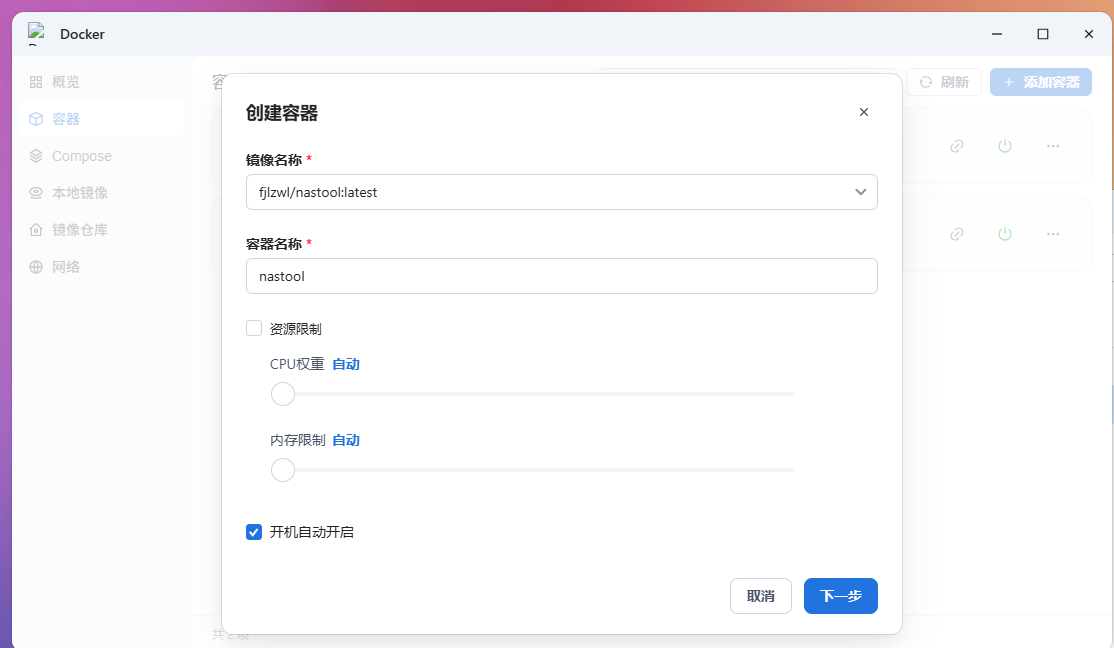 Docker
概览
容器
Compose
本地镜像
镜像仓库
网络
容
刷新
+ 添加容器
创建容器
镜像名称 *
fjlzwl/nastool:latest
容器名称 *
nastool
资源限制
CPU权重 自动
内存限制 自动
开机自动开启
取消
下一步
共2项